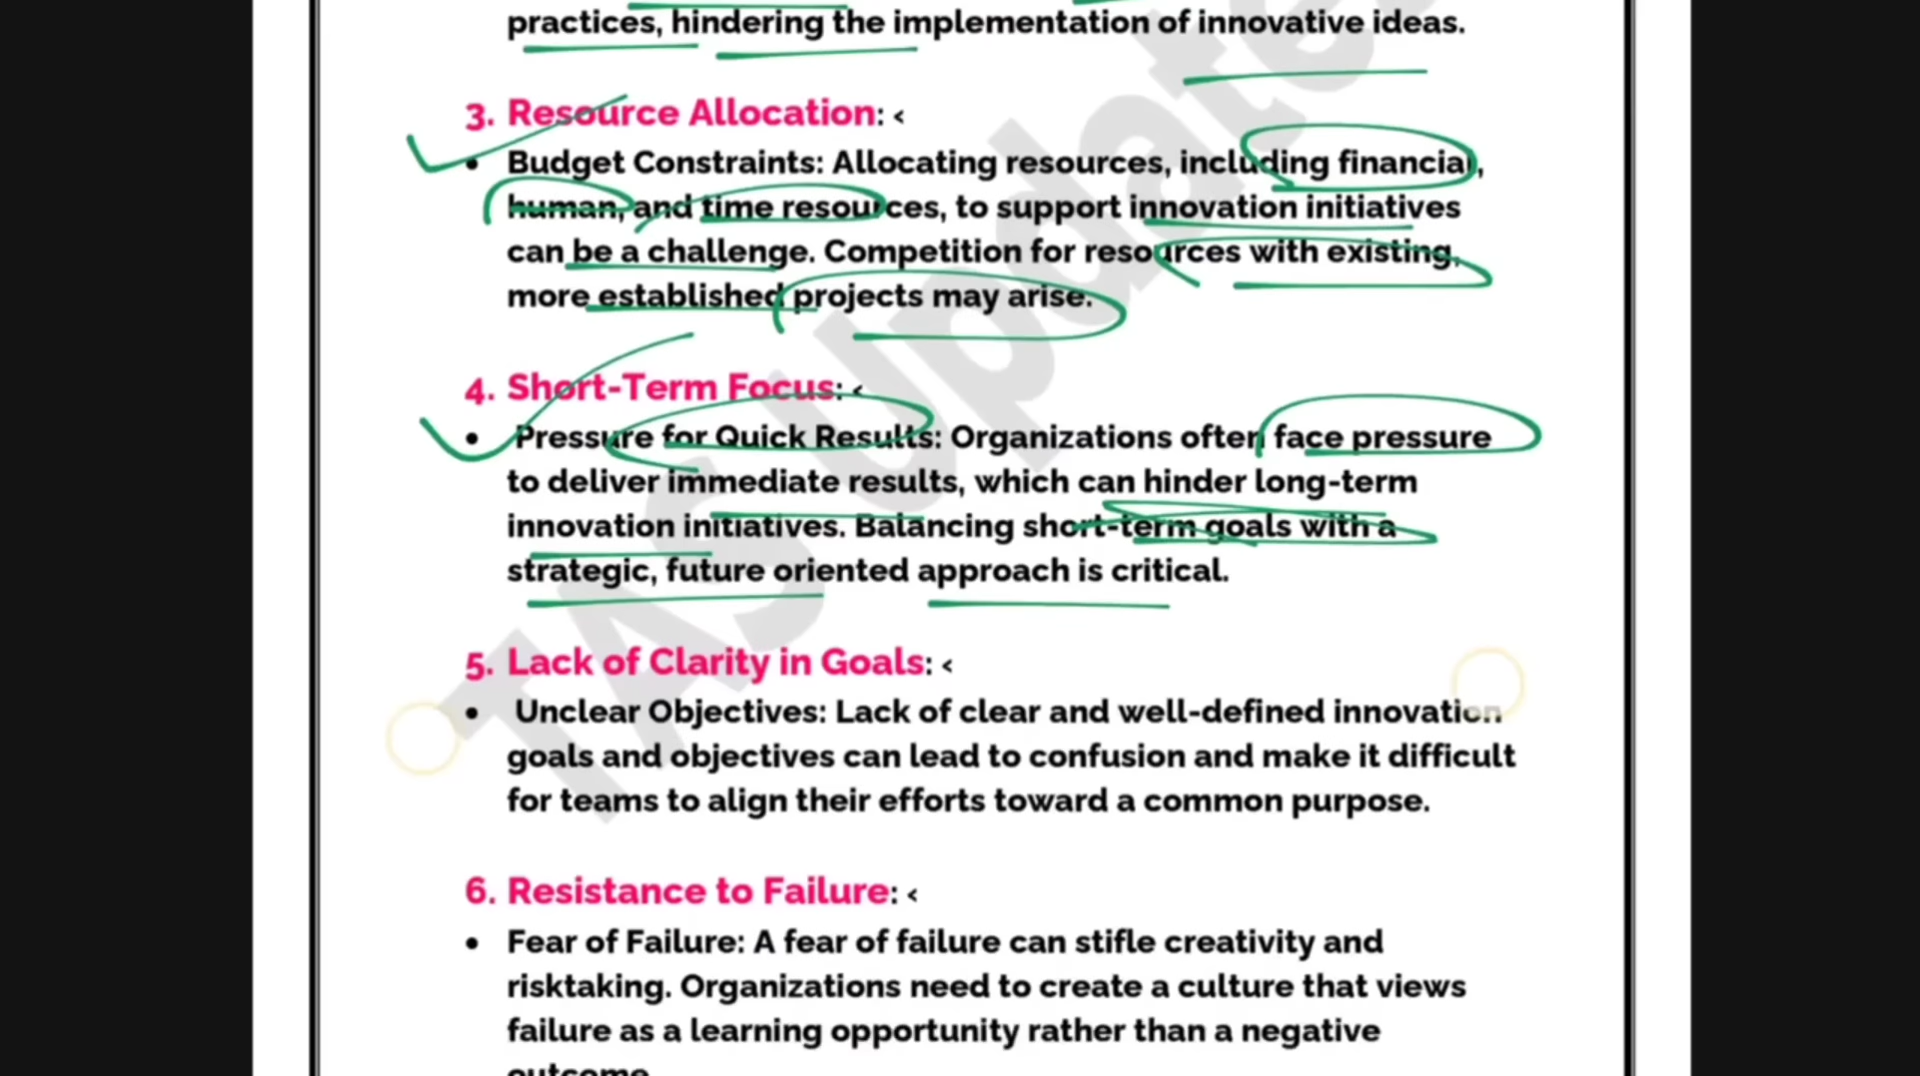 practices, hindering the implementation of innovative ideas.
3. Resource Allocation: <
• Budget Constraints: Allocating resources, including financial,
human, and time resources, to support innovation initiatives
can be a challenge. Competition for resources with existing,
more established projects may arise.
4. Short-Term Focus: <
• Pressure for Quick Results: Organizations often face pressure
to deliver immediate results, which can hinder long-term
innovation initiatives. Balancing short-term goals with a
strategic, future oriented approach is critical.
5. Lack of Clarity in Goals: <
• Unclear Objectives: Lack of clear and well-defined innovation
goals and objectives can lead to confusion and make it difficult
for teams to align their efforts toward a common purpose.
6. Resistance to Failure: <
• Fear of Failure: A fear of failure can stifle creativity and
risktaking. Organizations need to create a culture that views
failure as a learning opportunity rather than a negative
outcome.
TAS Updates